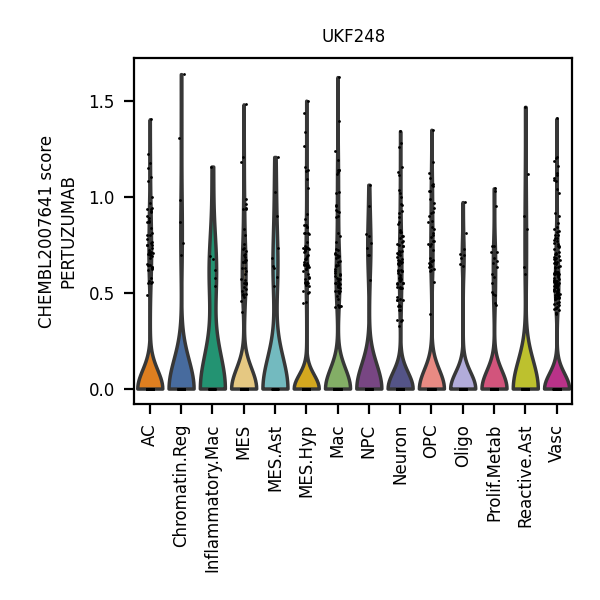 UKF248
CHEMBL2007641 score
PERTUZUMAB
1.5
1.0
0.5
0.0
AC
Chromatin.Reg
Inflammatory.Mac
MES
MES.Ast
MES.Hyp
Mac
NPC
Neuron
OPC
Oligo
Prolif.Metab
Reactive.Ast
Vasc